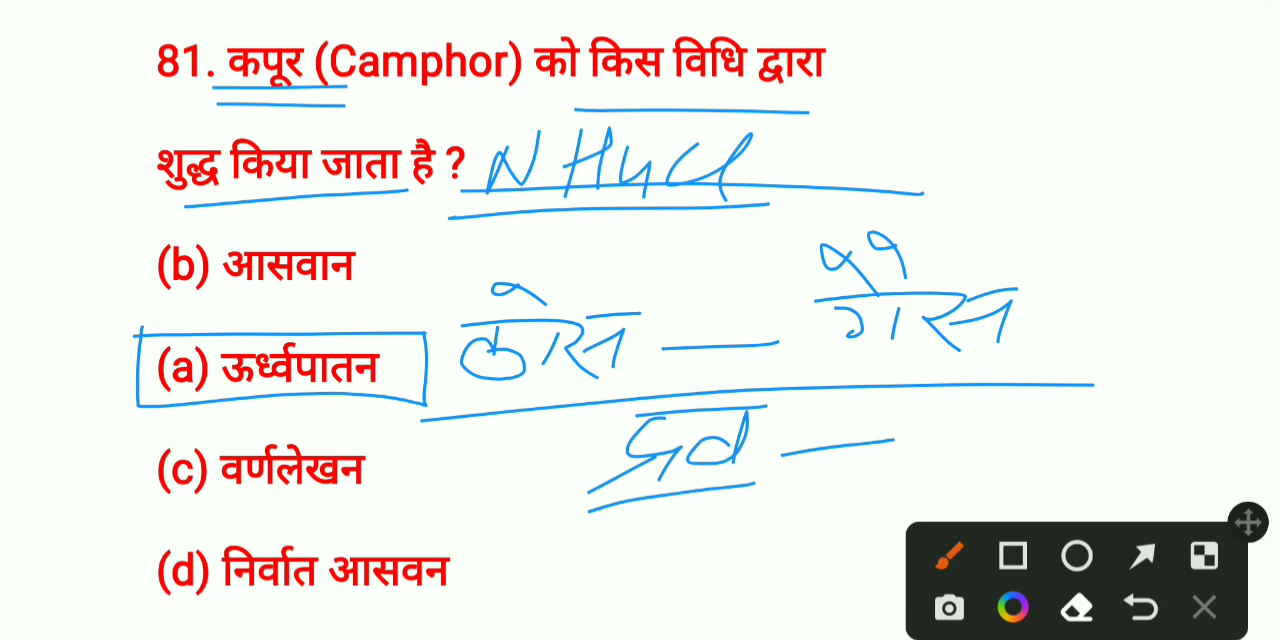 81. कपूर (Camphor) को किस विधि द्वारा
शुद्ध किया जाता है ? NH4Cl
(b) आसवान
(a) ऊर्ध्वपातन
(c) वर्णलेखन
(d) निर्वात आसवन